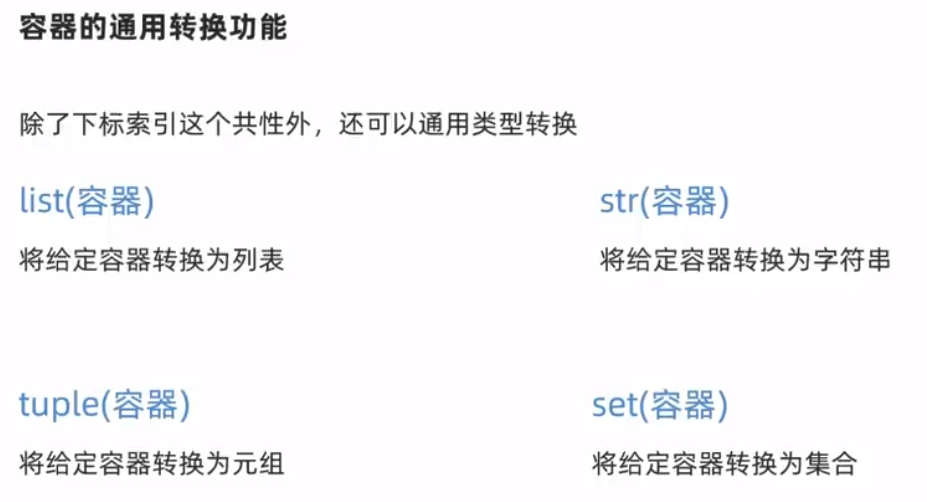 容器的通用转换功能
除了下标索引这个共性外，还可以通用类型转换
list(容器)
将给定容器转换为列表
str(容器)
将给定容器转换为字符串
tuple(容器)
将给定容器转换为元组
set(容器)
将给定容器转换为集合